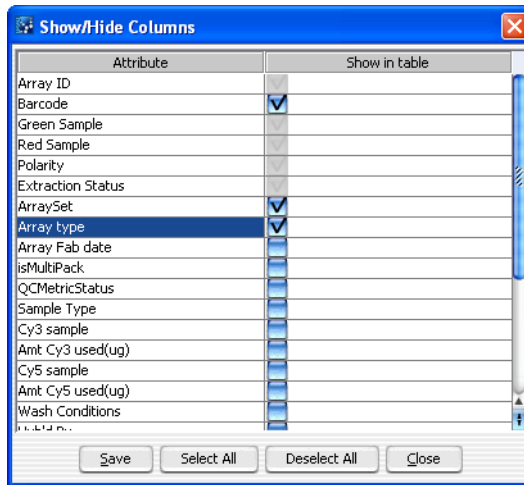 Show/Hide Columns
Attribute Show in table
Array ID
Barcode
Green Sample
Red Sample
Polarity
Extraction Status
ArraySet
Array type
Array Fab date
isMultiPack
QCMetricStatus
Sample Type
Cy3 sample
Amt Cy3 used(ug)
Cy5 sample
Amt Cy5 used(ug)
Wash Conditions
Save Select All Deselect All Close